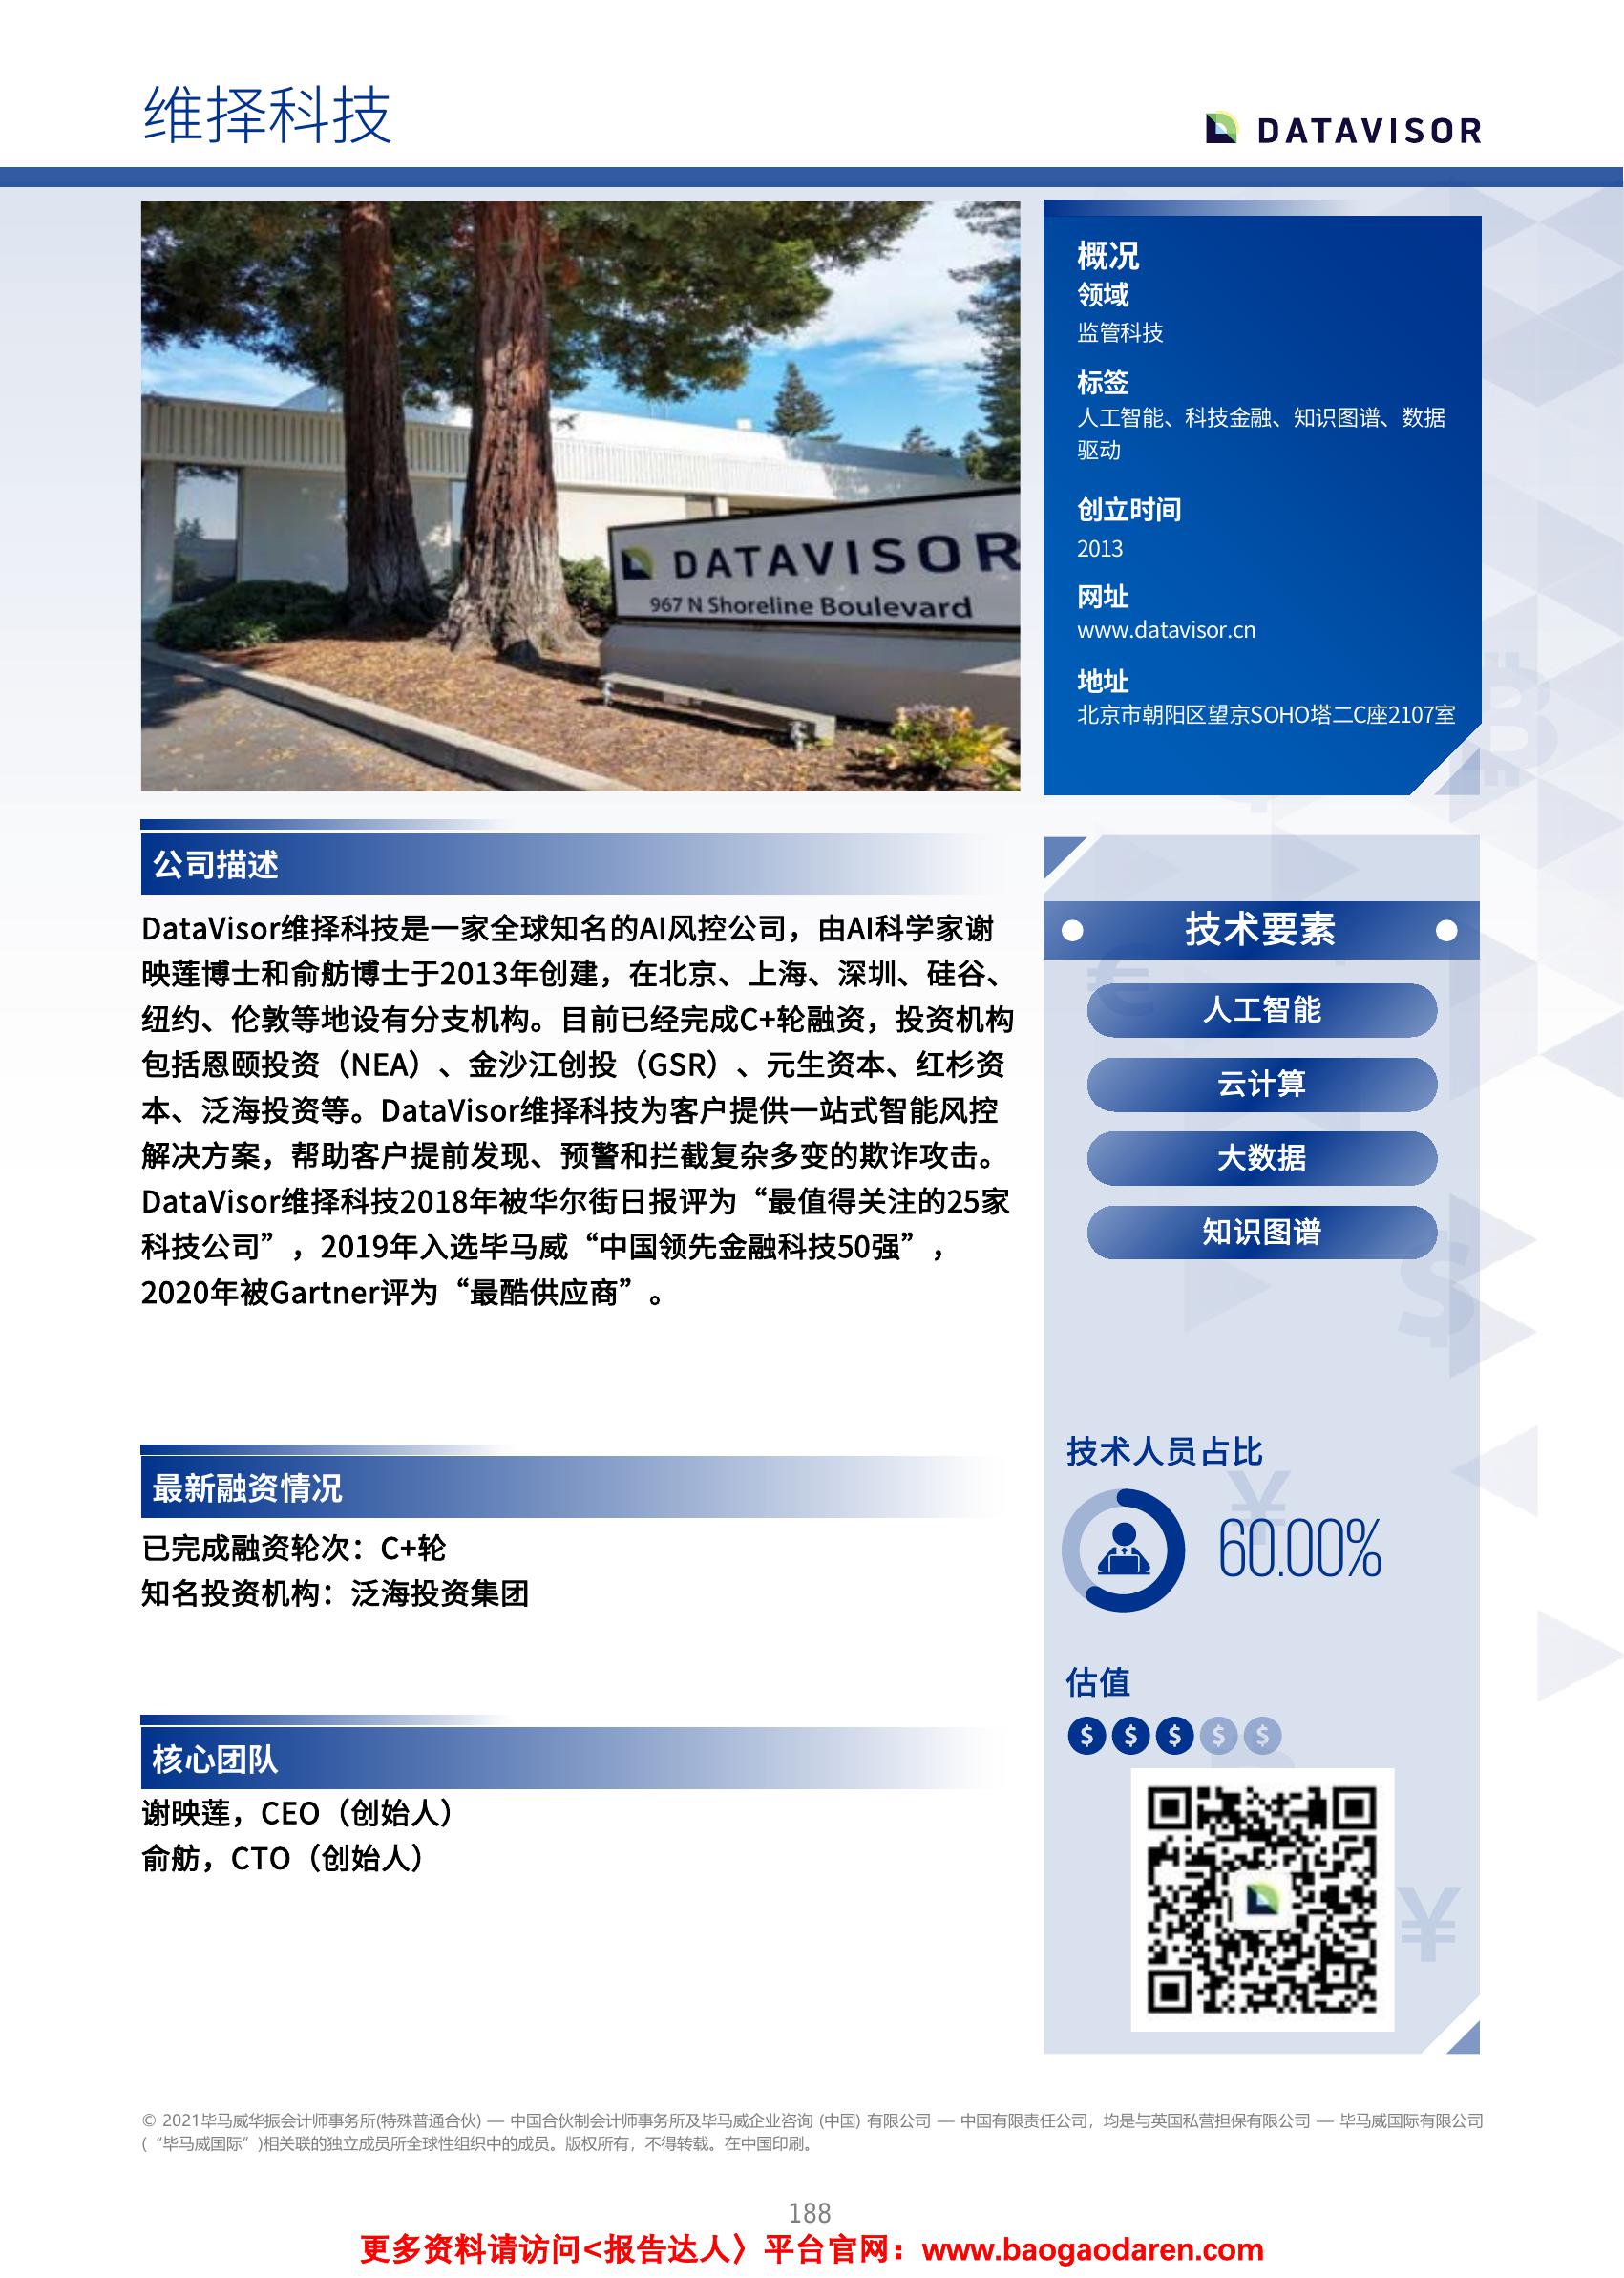 维择科技
DATAVISOR
DATAVISOR
967 N Shoreline Boulevard
概况
领域
监管科技
标签
人工智能、科技金融、知识图谱、数据
驱动
创立时间
2013
网址
www.datavisor.cn
地址
北京市朝阳区望京SOHO塔二C座2107室
公司描述
DataVisor维择科技是一家全球知名的AI风控公司，由AI科学家谢
映莲博士和俞舫博士于2013年创建，在北京、上海、深圳、硅谷、
纽约、伦敦等地设有分支机构。目前已经完成C+轮融资，投资机构
包括恩颐投资（NEA）、金沙江创投（GSR）、元生资本、红杉资
本、泛海投资等。DataVisor维择科技为客户提供一站式智能风控
解决方案，帮助客户提前发现、预警和拦截复杂多变的欺诈攻击。
DataVisor维择科技2018年被华尔街日报评为“最值得关注的25家
科技公司”，2019年入选毕马威“中国领先金融科技50强”，
2020年被Gartner评为“最酷供应商”。
最新融资情况
已完成融资轮次：C+轮
知名投资机构：泛海投资集团
核心团队
谢映莲，CEO（创始人）
俞舫，CTO（创始人）
技术要素
人工智能
云计算
大数据
知识图谱
技术人员占比
60.00%
估值
$ $ $ $ $
© 2021毕马威华振会计师事务所(特殊普通合伙) — 中国合伙制会计师事务所及毕马威企业咨询 (中国) 有限公司 — 中国有限责任公司，均是与英国私营担保有限公司 — 毕马威国际有限公司
(“毕马威国际”)相关联的独立成员所全球性组织中的成员。版权所有，不得转载。在中国印刷。
188
更多资料请访问<报告达人〉平台官网：www.baogaodaren.com